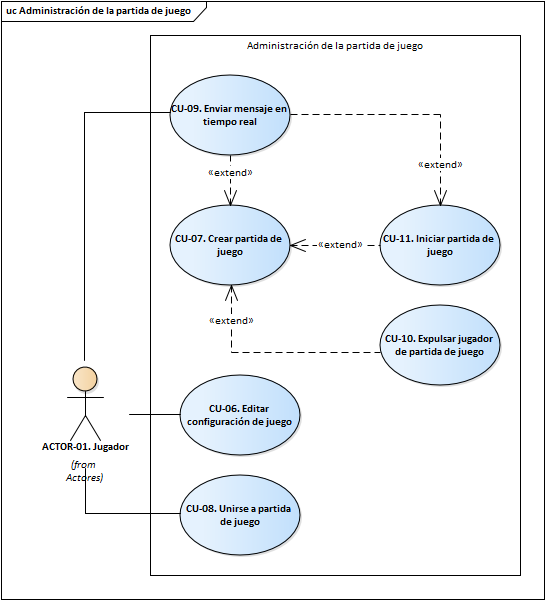 uc Administración de la partida de juego
Administración de la partida de juego
CU-09. Enviar mensaje en
tiempo real
«extend»
«extend»
CU-07. Crear partida de
juego
«extend»
CU-11. Iniciar partida de
juego
«extend»
CU-10. Expulsar jugador
de partida de juego
CU-06. Editar
configuración de juego
ACTOR-01. Jugador
(from
Actores)
CU-08. Unirse a partida
de juego